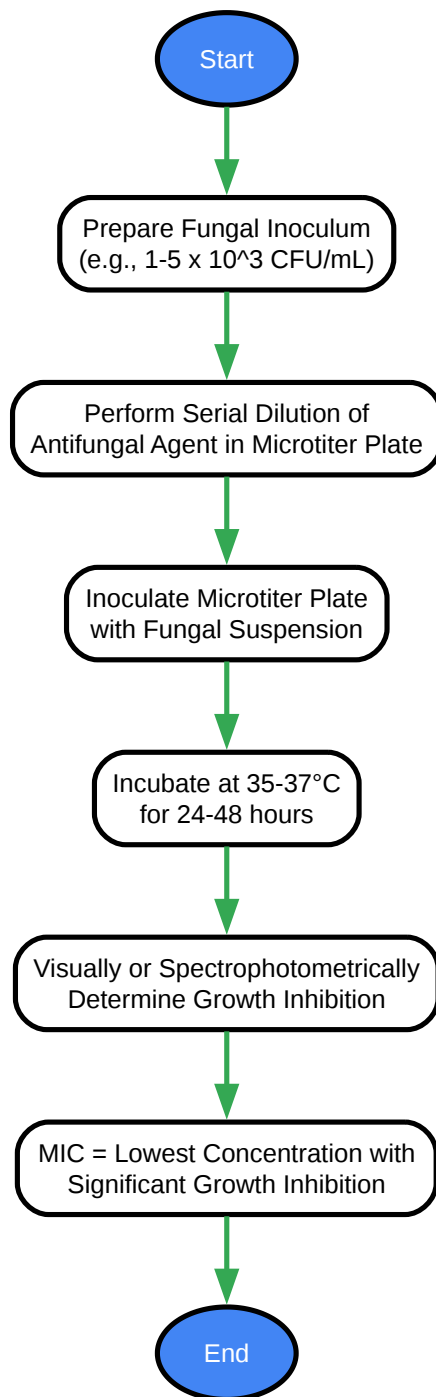 Start
Prepare Fungal Inoculum
(e.g., 1-5 x 10^3 CFU/mL)
Perform Serial Dilution of
Antifungal Agent in Microtiter Plate
Inoculate Microtiter Plate
with Fungal Suspension
Incubate at 35-37°C
for 24-48 hours
Visually or Spectrophotometrically
Determine Growth Inhibition
MIC = Lowest Concentration with
Significant Growth Inhibition
End